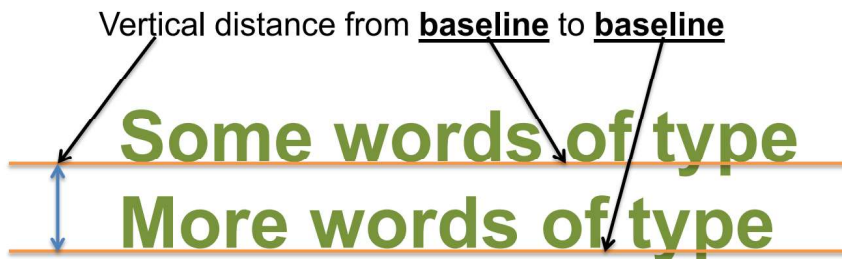 Vertical distance from baseline to baseline
Some words of type
More words of type